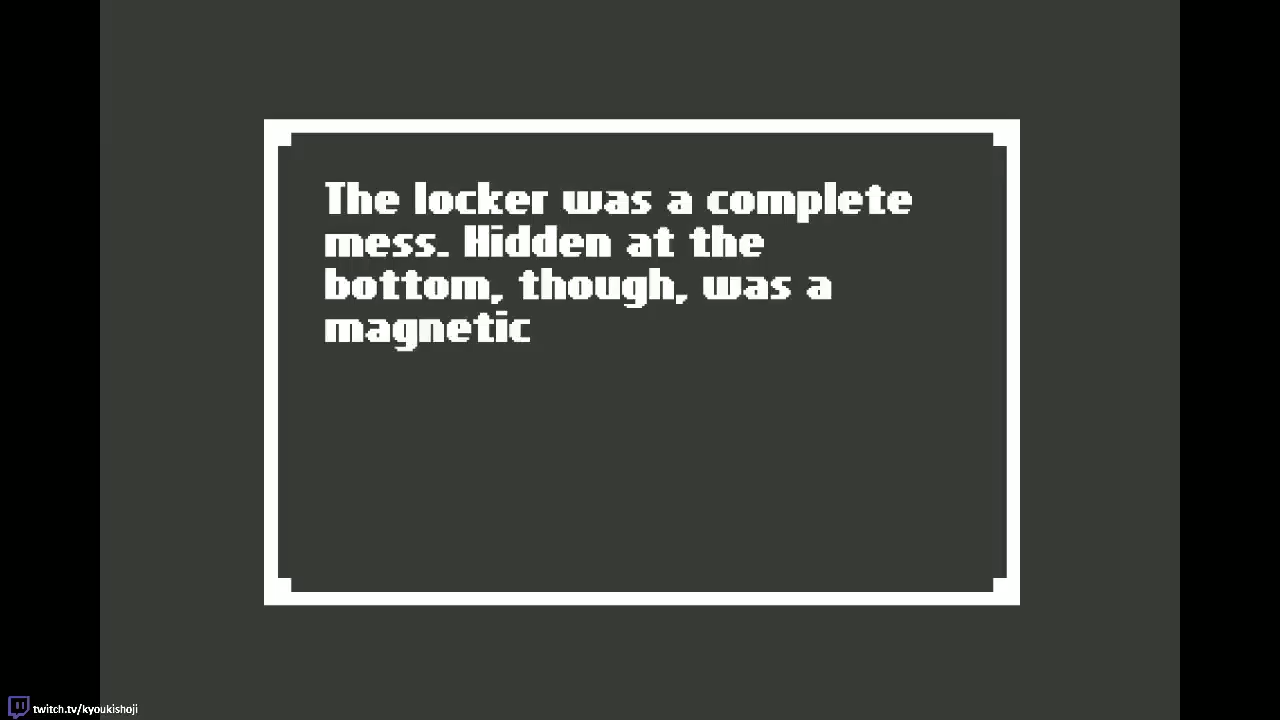 The locker was a complete
mess. Hidden at the
bottom, though, was a
magnetic
twitch.tv/kyoukishoji